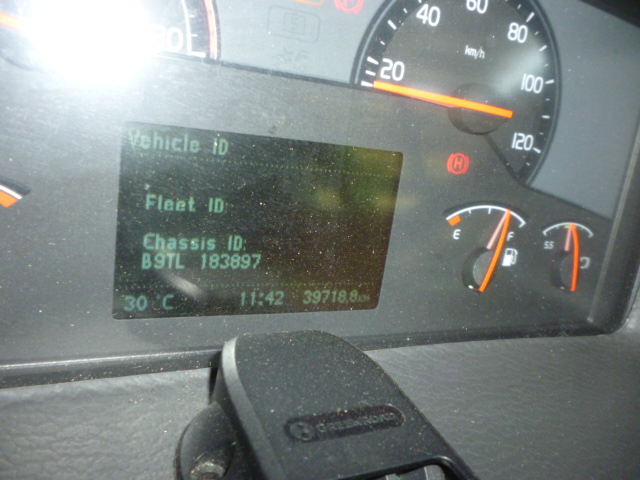 40
60
80
km/h
20
100
120
Vehicle ID
Fleet ID:
Chassis ID:
B9TL 183897
30 °C 11:42 39718.8km
E F